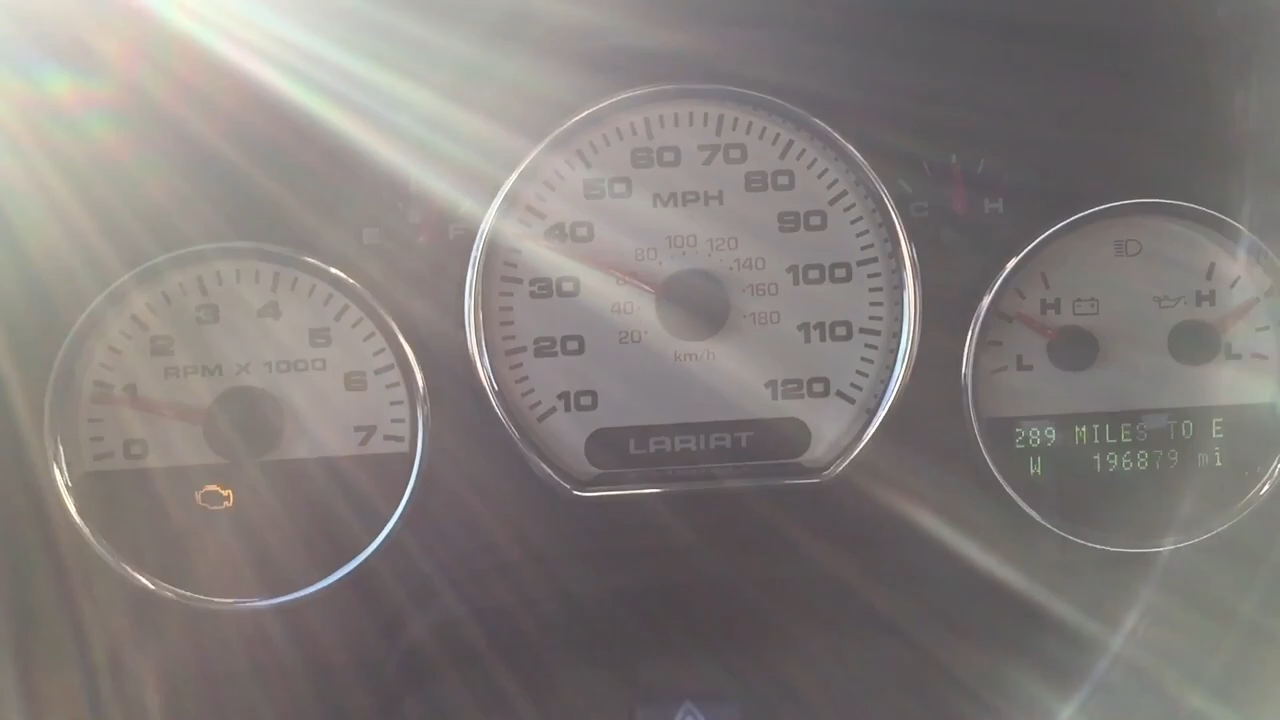 0 1 2 3 4 5 6 7
RPM X 1000
E F
10 20 30 40 50 60 70 80 90 100 110 120
MPH
20 40 80 100 120 140 160 180
km/h
LARIAT
C H
L H
H L
289 MILES TO E
W 196879 mi